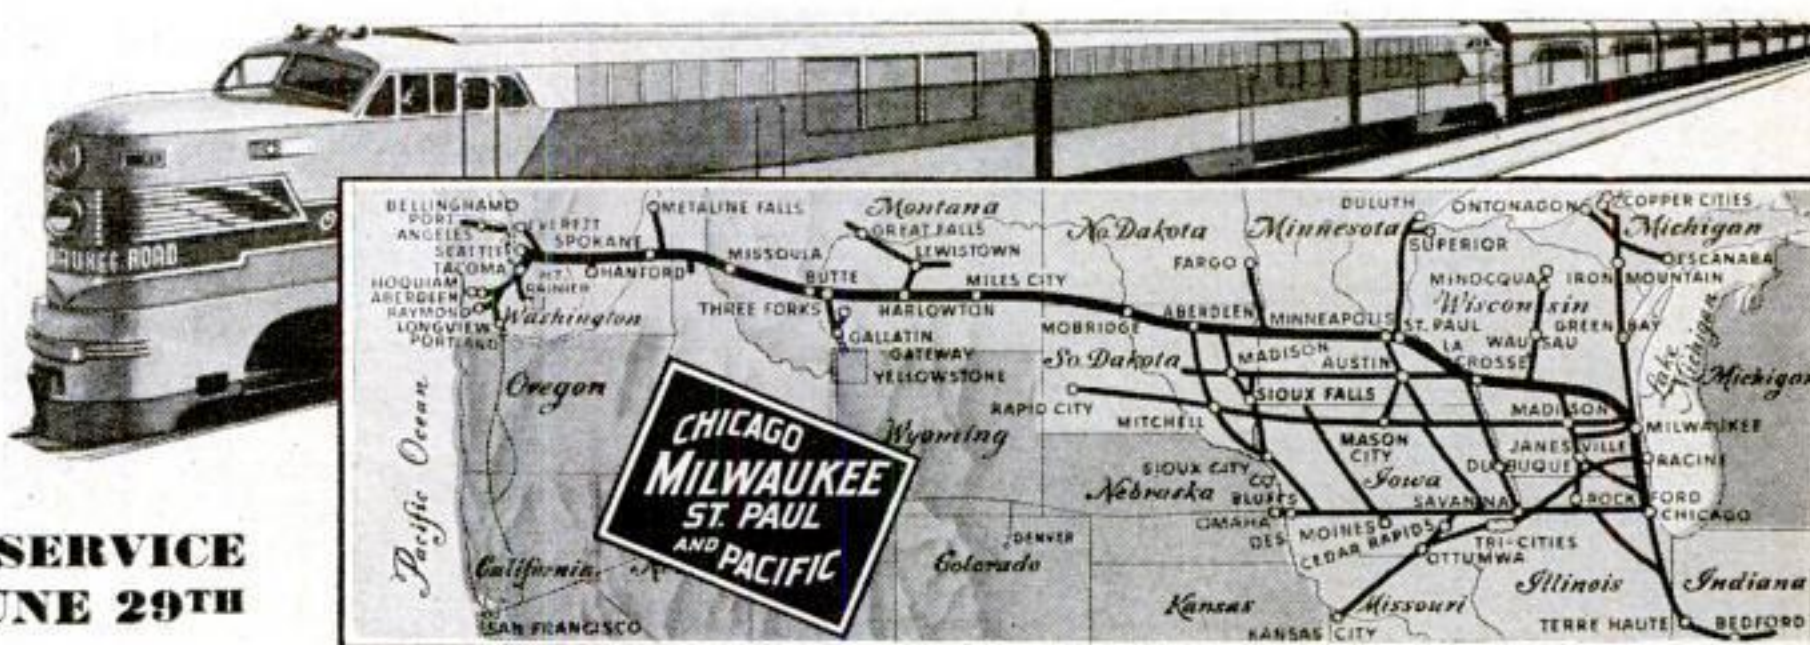 WAUKEE ROAD
SERVICE
UNE 29TH
CHICAGO
MILWAUKEE
ST. PAUL
AND PACIFIC
BELLINGHAM
PORT
ANGELES
EVERETT
SEATTLE
TACOMA
MT.
RAINIER
HOQUIAM
ABERDEEN
RAYMOND
LONGVIEW
PORTLAND
Washington
SPOKANE
HANFORD
METALINE FALLS
MISSOULA
BUTTE
THREE FORKS
Montana
GREAT FALLS
LEWISTOWN
HARLOWTON
MILES CITY
GALLATIN
GATEWAY
YELLOWSTONE
No. Dakota
FARGO
MOBRIDGE
ABERDEEN
Minnesota
DULUTH
SUPERIOR
MINNEAPOLIS
ST. PAUL
ONTONAGON
COPPER CITIES
Michigan
ESCANABA
IRON MOUNTAIN
MINOCQUA
Wisconsin
GREEN BAY
WAUSAU
LA
CROSSE
So. Dakota
MADISON
AUSTIN
SIOUX FALLS
RAPID CITY
MITCHELL
MASON
CITY
MADISON
MILWAUKEE
JANESVILLE
RACINE
DUBUQUE
Lake
Michigan
Michigan
Pacific Ocean
Oregon
Wyoming
SIOUX CITY
Nebraska
CO.
BLUFFS
OMAHA
Iowa
SAVANNA
ROCKFORD
CHICAGO
DES MOINES
CEDAR RAPIDS
TRI-CITIES
OTTUMWA
DENVER
Colorado
California
SAN FRANCISCO
Kansas
Missouri
KANSAS CITY
Illinois
Indiana
TERRE HAUTE
BEDFORD